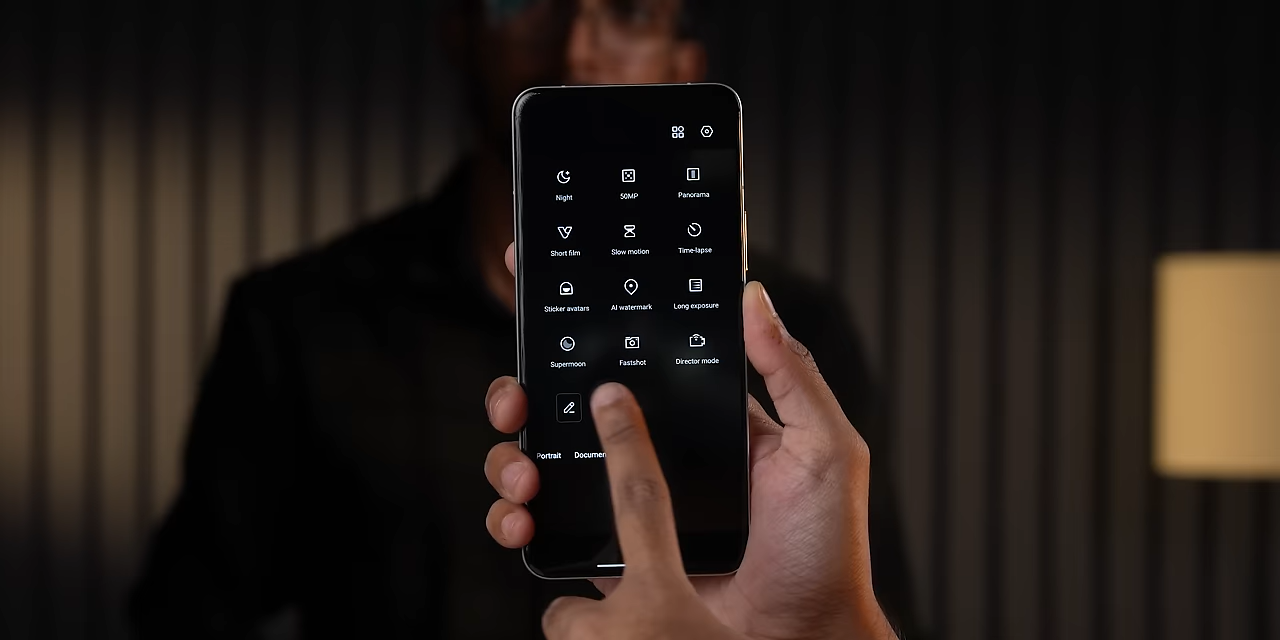 Night 50MP Panorama
Short film Slow motion Time-lapse
Sticker avatars AI watermark Long exposure
Supermoon Fastshot Director mode
Portrait Documen